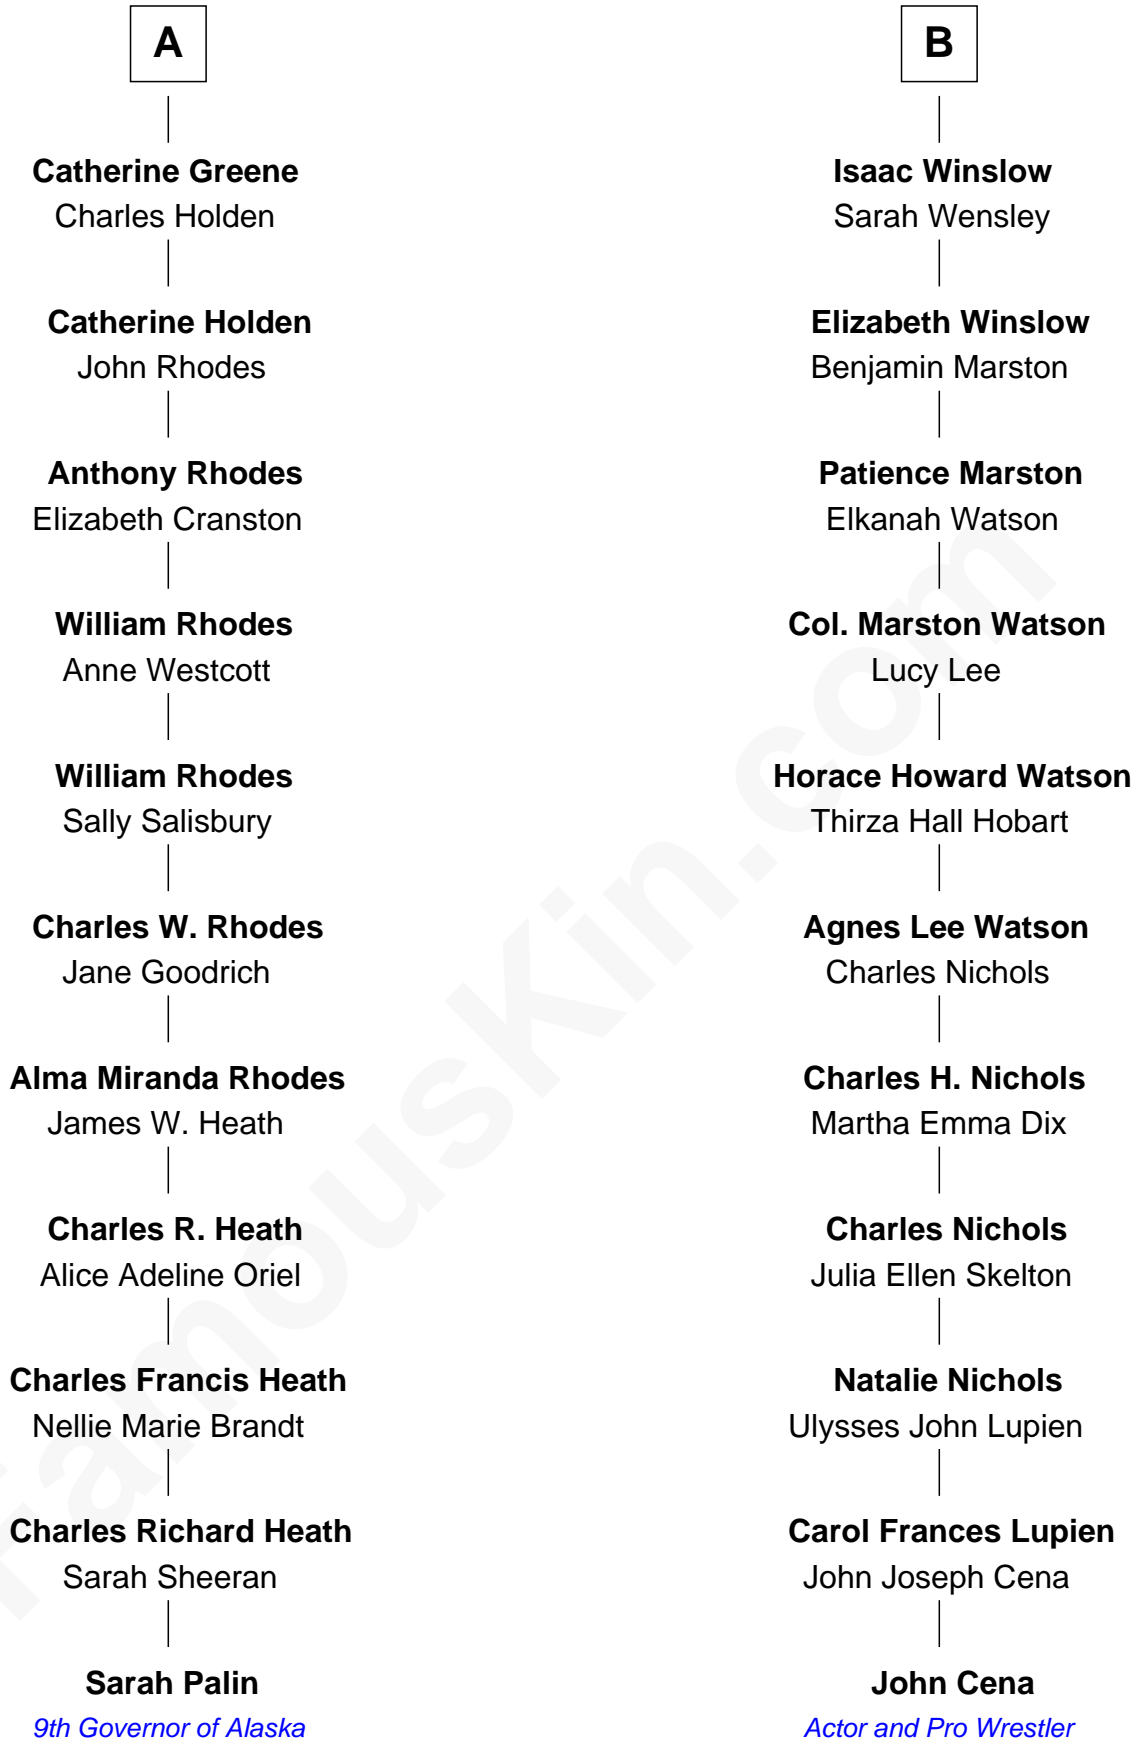 A
Catherine Greene
Charles Holden
Catherine Holden
John Rhodes
Anthony Rhodes
Elizabeth Cranston
William Rhodes
Anne Westcott
William Rhodes
Sally Salisbury
Charles W. Rhodes
Jane Goodrich
Alma Miranda Rhodes
James W. Heath
Charles R. Heath
Alice Adeline Oriel
Charles Francis Heath
Nellie Marie Brandt
Charles Richard Heath
Sarah Sheeran
Sarah Palin
9th Governor of Alaska
B
Isaac Winslow
Sarah Wensley
Elizabeth Winslow
Benjamin Marston
Patience Marston
Elkanah Watson
Col. Marston Watson
Lucy Lee
Horace Howard Watson
Thirza Hall Hobart
Agnes Lee Watson
Charles Nichols
Charles H. Nichols
Martha Emma Dix
Charles Nichols
Julia Ellen Skelton
Natalie Nichols
Ulysses John Lupien
Carol Frances Lupien
John Joseph Cena
John Cena
Actor and Pro Wrestler
FamousKin.com